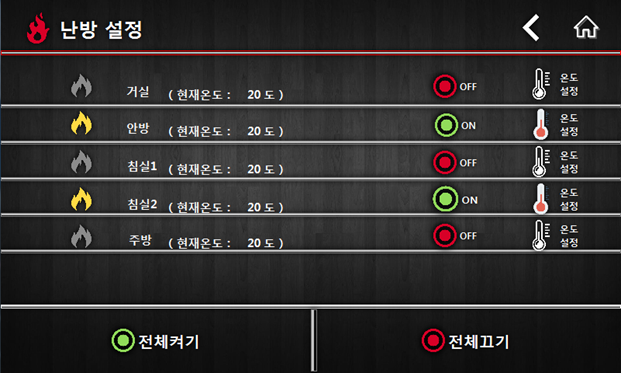 난방 설정
거실 ( 현재온도 : 20 도 ) OFF 온도
설정
안방 ( 현재온도 : 20 도 ) ON 온도
설정
침실1 ( 현재온도 : 20 도 ) OFF 온도
설정
침실2 ( 현재온도 : 20 도 ) ON 온도
설정
주방 ( 현재온도 : 20 도 ) OFF 온도
설정
전체켜기 전체끄기